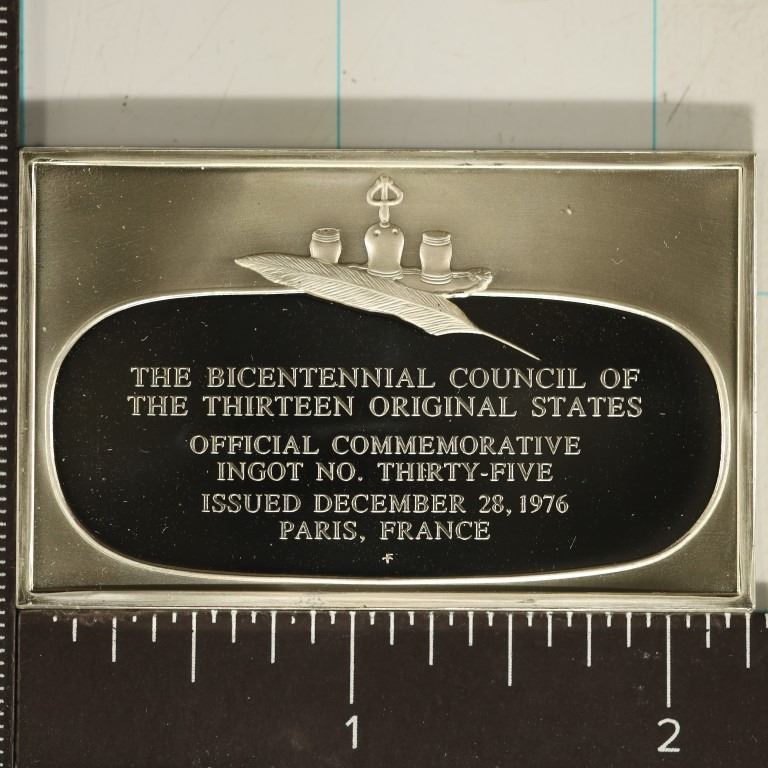 THE BICENTENNIAL COUNCIL OF
THE THIRTEEN ORIGINAL STATES
OFFICIAL COMMEMORATIVE
INGOT NO. THIRTY-FIVE
ISSUED DECEMBER 28, 1976
PARIS, FRANCE
F
1 2